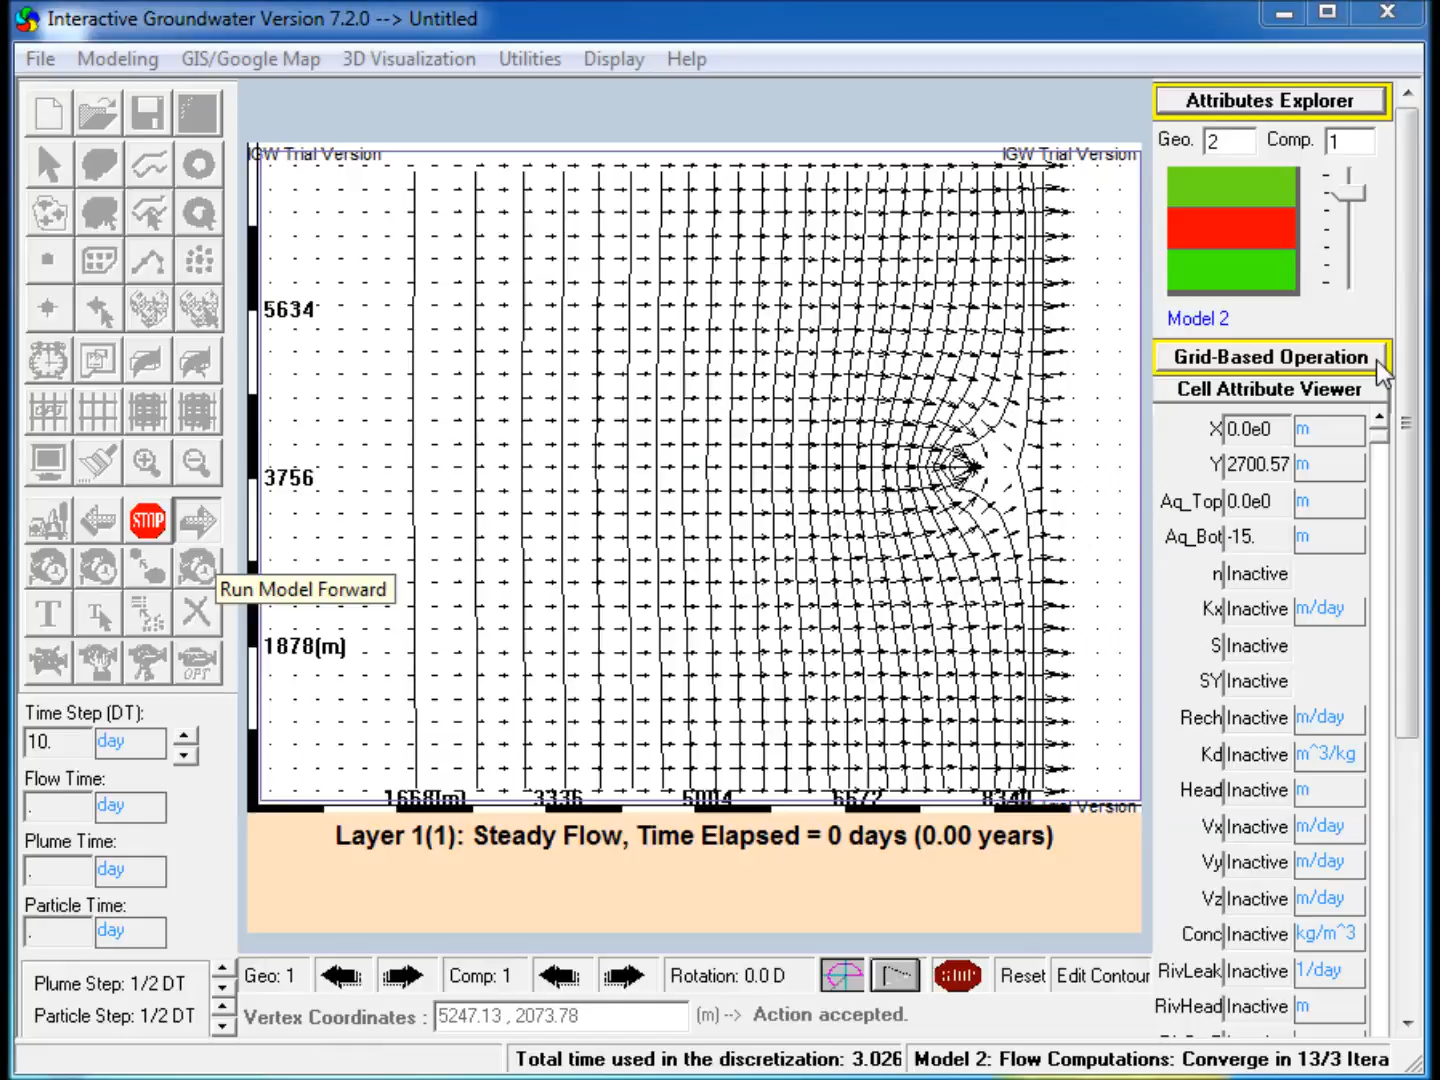 Interactive Groundwater Version 7.2.0 --> Untitled
File Modeling GIS/Google Map 3D Visualization Utilities Display Help
Attributes Explorer
Geo. 2 Comp. 1
IGW Trial Version IGW Trial Version
Model 2
5634
Grid-Based Operation
Cell Attribute Viewer
X 0.0e0 m
Y 2700.57 m
3756
Aq_Top 0.0e0 m
Aq_Bot -15. m
STOP
OPT
n Inactive
Run Model Forward
Kx Inactive m/day
T T
S Inactive
1878(m)
SY Inactive
OPT
Rech Inactive m/day
Time Step (DT):
10. day
Kd Inactive m^3/kg
Flow Time:
. day
Head Inactive m
1668(m) 3336 5004 6672 8340
Trial Version
Vx Inactive m/day
Layer 1(1): Steady Flow, Time Elapsed = 0 days (0.00 years)
Plume Time:
. day
Vy Inactive m/day
Vz Inactive m/day
Particle Time:
. day
Conc Inactive kg/m^3
Plume Step: 1/2 DT
Particle Step: 1/2 DT
Geo: 1 Comp: 1 Rotation: 0.0 D STOP Reset Edit Contour
RivLeak Inactive 1/day
RivHead Inactive m
Vertex Coordinates : 5247.13 , 2073.78 (m) --> Action accepted.
Total time used in the discretization: 3.026 Model 2: Flow Computations: Converge in 13/3 Itera